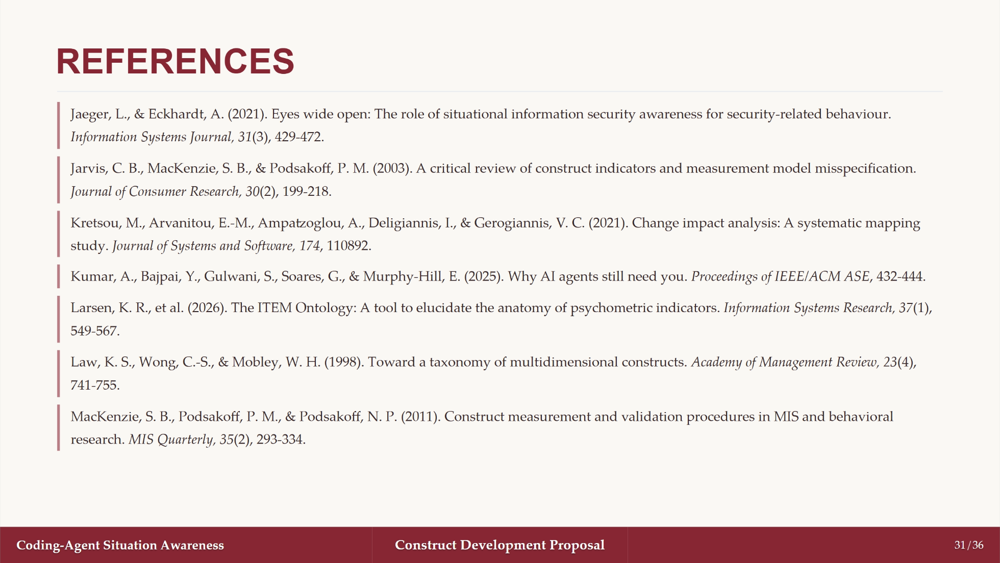 REFERENCES
Jaeger, L., & Eckhardt, A. (2021). Eyes wide open: The role of situational information security awareness for security-related behaviour.
Information Systems Journal, 31(3), 429-472.
Jarvis, C. B., MacKenzie, S. B., & Podsakoff, P. M. (2003). A critical review of construct indicators and measurement model misspecification.
Journal of Consumer Research, 30(2), 199-218.
Kretsou, M., Arvanitou, E.-M., Ampatzoglou, A., Deligiannis, I., & Gerogiannis, V. C. (2021). Change impact analysis: A systematic mapping
study. Journal of Systems and Software, 174, 110892.
Kumar, A., Bajpai, Y., Gulwani, S., Soares, G., & Murphy-Hill, E. (2025). Why AI agents still need you. Proceedings of IEEE/ACM ASE, 432-444.
Larsen, K. R., et al. (2026). The ITEM Ontology: A tool to elucidate the anatomy of psychometric indicators. Information Systems Research, 37(1),
549-567.
Law, K. S., Wong, C.-S., & Mobley, W. H. (1998). Toward a taxonomy of multidimensional constructs. Academy of Management Review, 23(4),
741-755.
MacKenzie, S. B., Podsakoff, P. M., & Podsakoff, N. P. (2011). Construct measurement and validation procedures in MIS and behavioral
research. MIS Quarterly, 35(2), 293-334.
Coding-Agent Situation Awareness
Construct Development Proposal
31/36